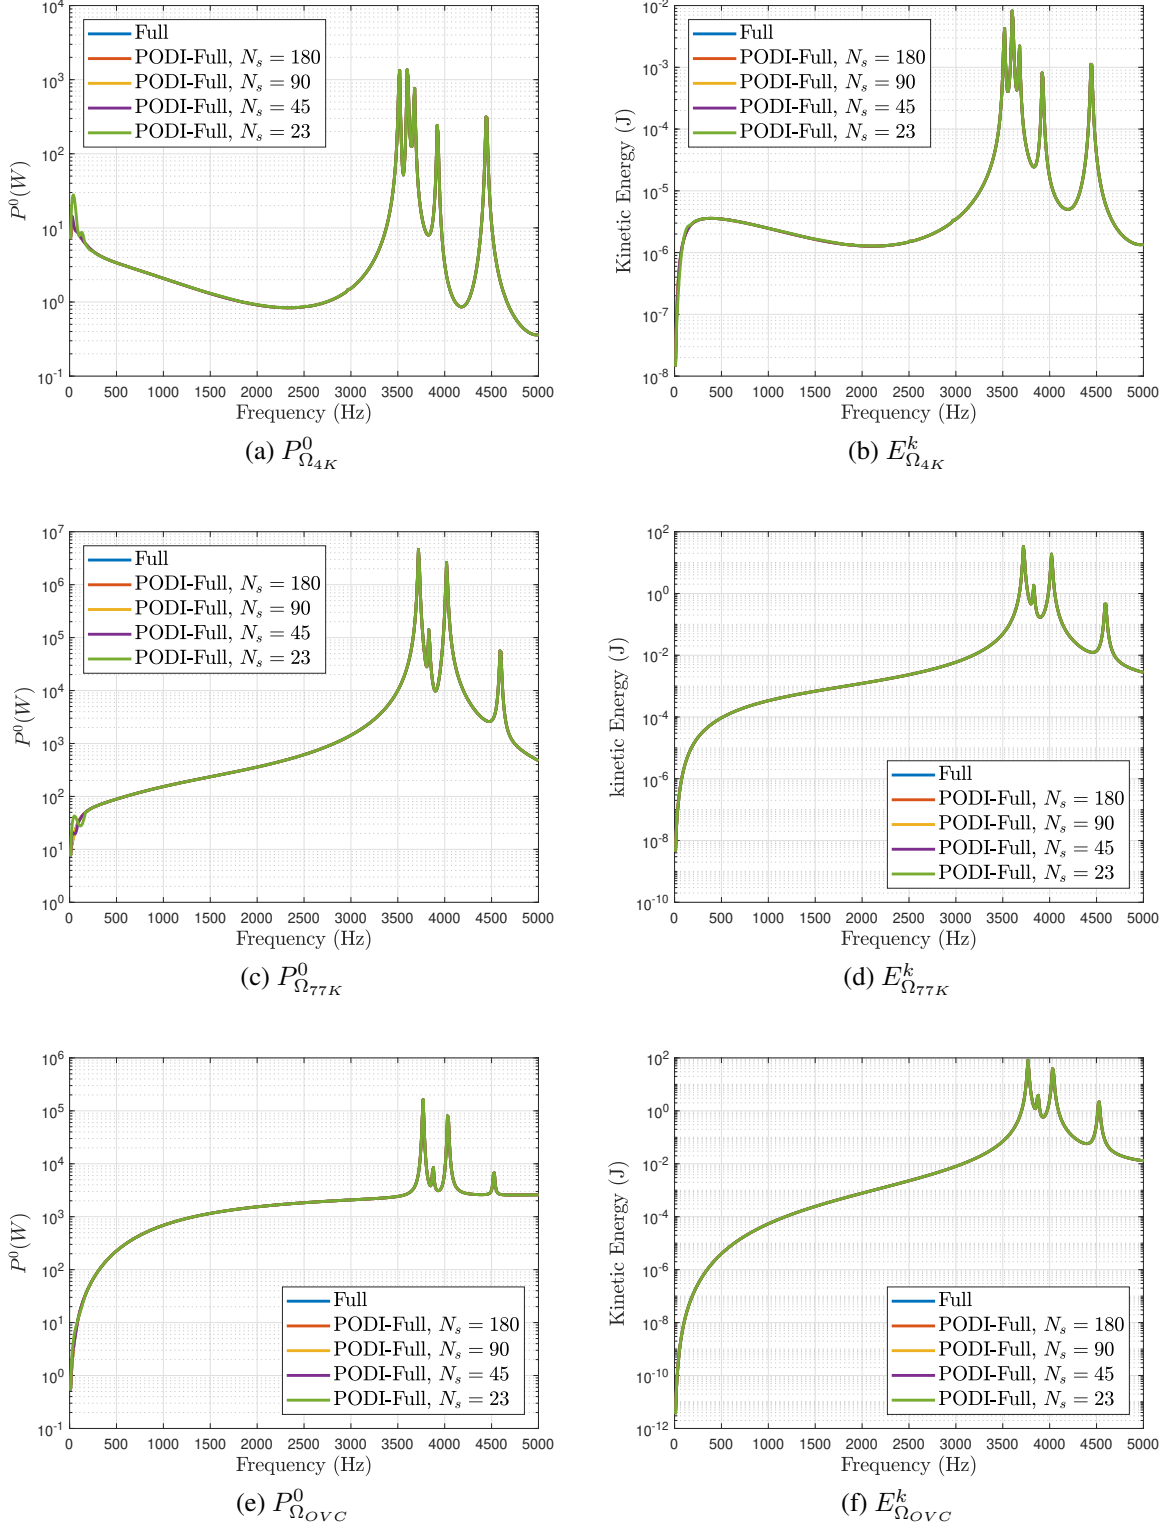 10^5
10^4
10^3
10^2
10^1
10^0
10^-1
P^0(W)
Full
PODI-Full, N_s = 180
PODI-Full, N_s = 90
PODI-Full, N_s = 45
PODI-Full, N_s = 23
0 500 1000 1500 2000 2500 3000 3500 4000 4500 5000
Frequency (Hz)
(a) P^0_{Ω_{4K}}
10^-2
10^-3
10^-4
10^-5
10^-6
10^-7
10^-8
Kinetic Energy (J)
Full
PODI-Full, N_s = 180
PODI-Full, N_s = 90
PODI-Full, N_s = 45
PODI-Full, N_s = 23
0 500 1000 1500 2000 2500 3000 3500 4000 4500 5000
Frequency (Hz)
(b) E^k_{Ω_{4K}}
10^7
10^6
10^5
10^4
10^3
10^2
10^1
10^0
P^0(W)
Full
PODI-Full, N_s = 180
PODI-Full, N_s = 90
PODI-Full, N_s = 45
PODI-Full, N_s = 23
0 500 1000 1500 2000 2500 3000 3500 4000 4500 5000
Frequency (Hz)
(c) P^0_{Ω_{77K}}
10^2
10^0
10^-2
10^-4
10^-6
10^-8
10^-10
kinetic Energy (J)
Full
PODI-Full, N_s = 180
PODI-Full, N_s = 90
PODI-Full, N_s = 45
PODI-Full, N_s = 23
0 500 1000 1500 2000 2500 3000 3500 4000 4500 5000
Frequency (Hz)
(d) E^k_{Ω_{77K}}
10^6
10^5
10^4
10^3
10^2
10^1
10^0
10^-1
P^0(W)
Full
PODI-Full, N_s = 180
PODI-Full, N_s = 90
PODI-Full, N_s = 45
PODI-Full, N_s = 23
0 500 1000 1500 2000 2500 3000 3500 4000 4500 5000
Frequency (Hz)
(e) P^0_{Ω_{OVC}}
10^2
10^0
10^-2
10^-4
10^-6
10^-8
10^-10
10^-12
Kinetic Energy (J)
Full
PODI-Full, N_s = 180
PODI-Full, N_s = 90
PODI-Full, N_s = 45
PODI-Full, N_s = 23
0 500 1000 1500 2000 2500 3000 3500 4000 4500 5000
Frequency (Hz)
(f) E^k_{Ω_{OVC}}